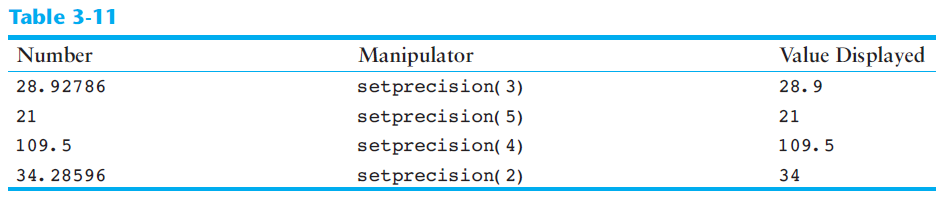 Table 3-11
Number Manipulator Value Displayed
28.92786 setprecision(3) 28.9
21 setprecision(5) 21
109.5 setprecision(4) 109.5
34.28596 setprecision(2) 34